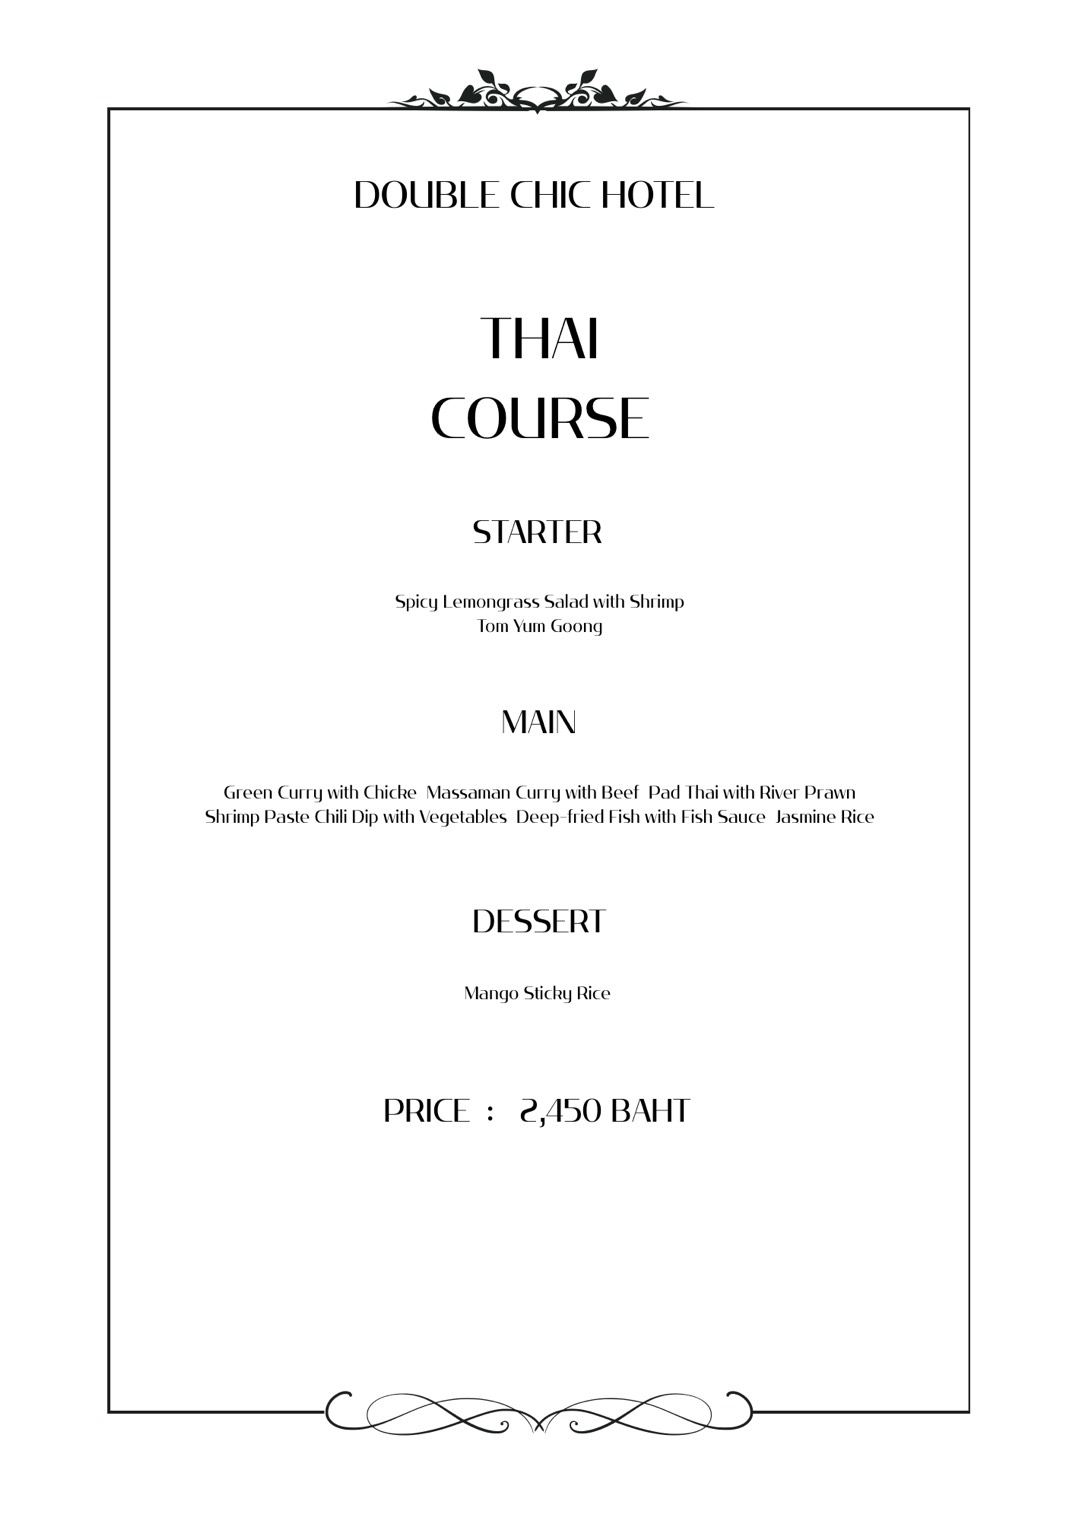 DOUBLE CHIC HOTEL
THAI
COURSE
STARTER
Spicy Lemongrass Salad with Shrimp
Tom Yum Goong
MAIN
Green Curry with Chicke  Massaman Curry with Beef  Pad Thai with River Prawn
Shrimp Paste Chili Dip with Vegetables  Deep-fried Fish with Fish Sauce  Jasmine Rice
DESSERT
Mango Sticky Rice
PRICE :  2,450 BAHT